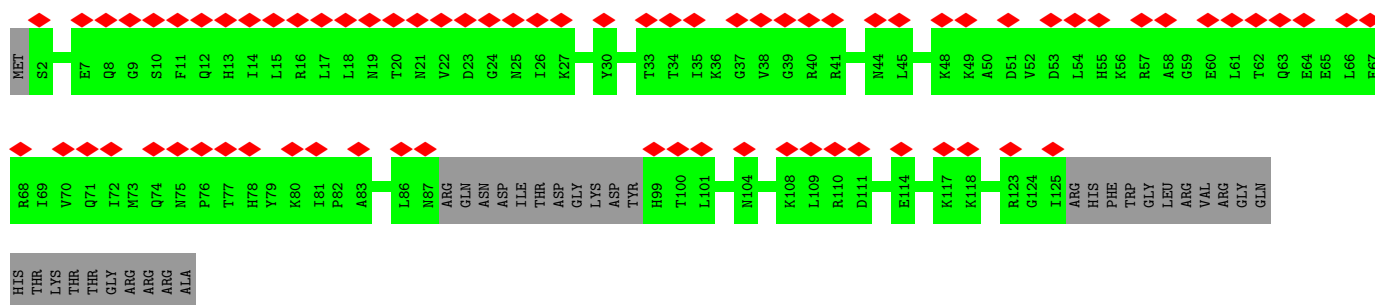 MET S2 E7 Q8 G9 S10 F11 Q12 H13 I14 L15 R16 L17 L18 N19 T20 N21 V22 D23 G24 N25 I26 K27 Y30 T33 T34 I35 K36 G37 V38 G39 R40 R41 N44 L45 K48 K49 A50 D51 V52 D53 L54 H55 K56 R57 A58 G59 E60 L61 T62 Q63 E64 E65 L66 E67
R68 I69 V70 Q71 I72 M73 Q74 N75 P76 T77 H78 Y79 K80 I81 P82 A83 L86 N87 ARG GLN ASN ASP ILE THR ASP GLY LYS ASP TYR H99 T100 L101 N104 K108 L109 R110 D111 E114 K117 K118 R123 G124 I125 ARG HIS PHE TRP GLY LEU ARG VAL ARG GLY GLN
HIS THR LYS THR THR GLY ARG ARG ARG ALA